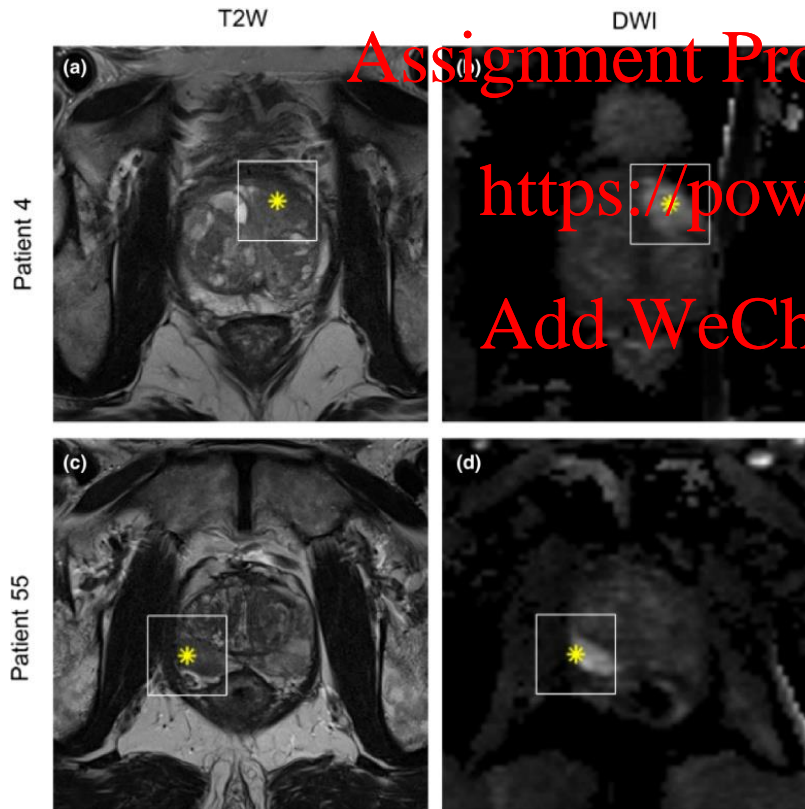 T2W
DWI
(a)
(b)
Assignment Pro
https://pow
Add WeCh
Patient 4
(c)
(d)
Patient 55